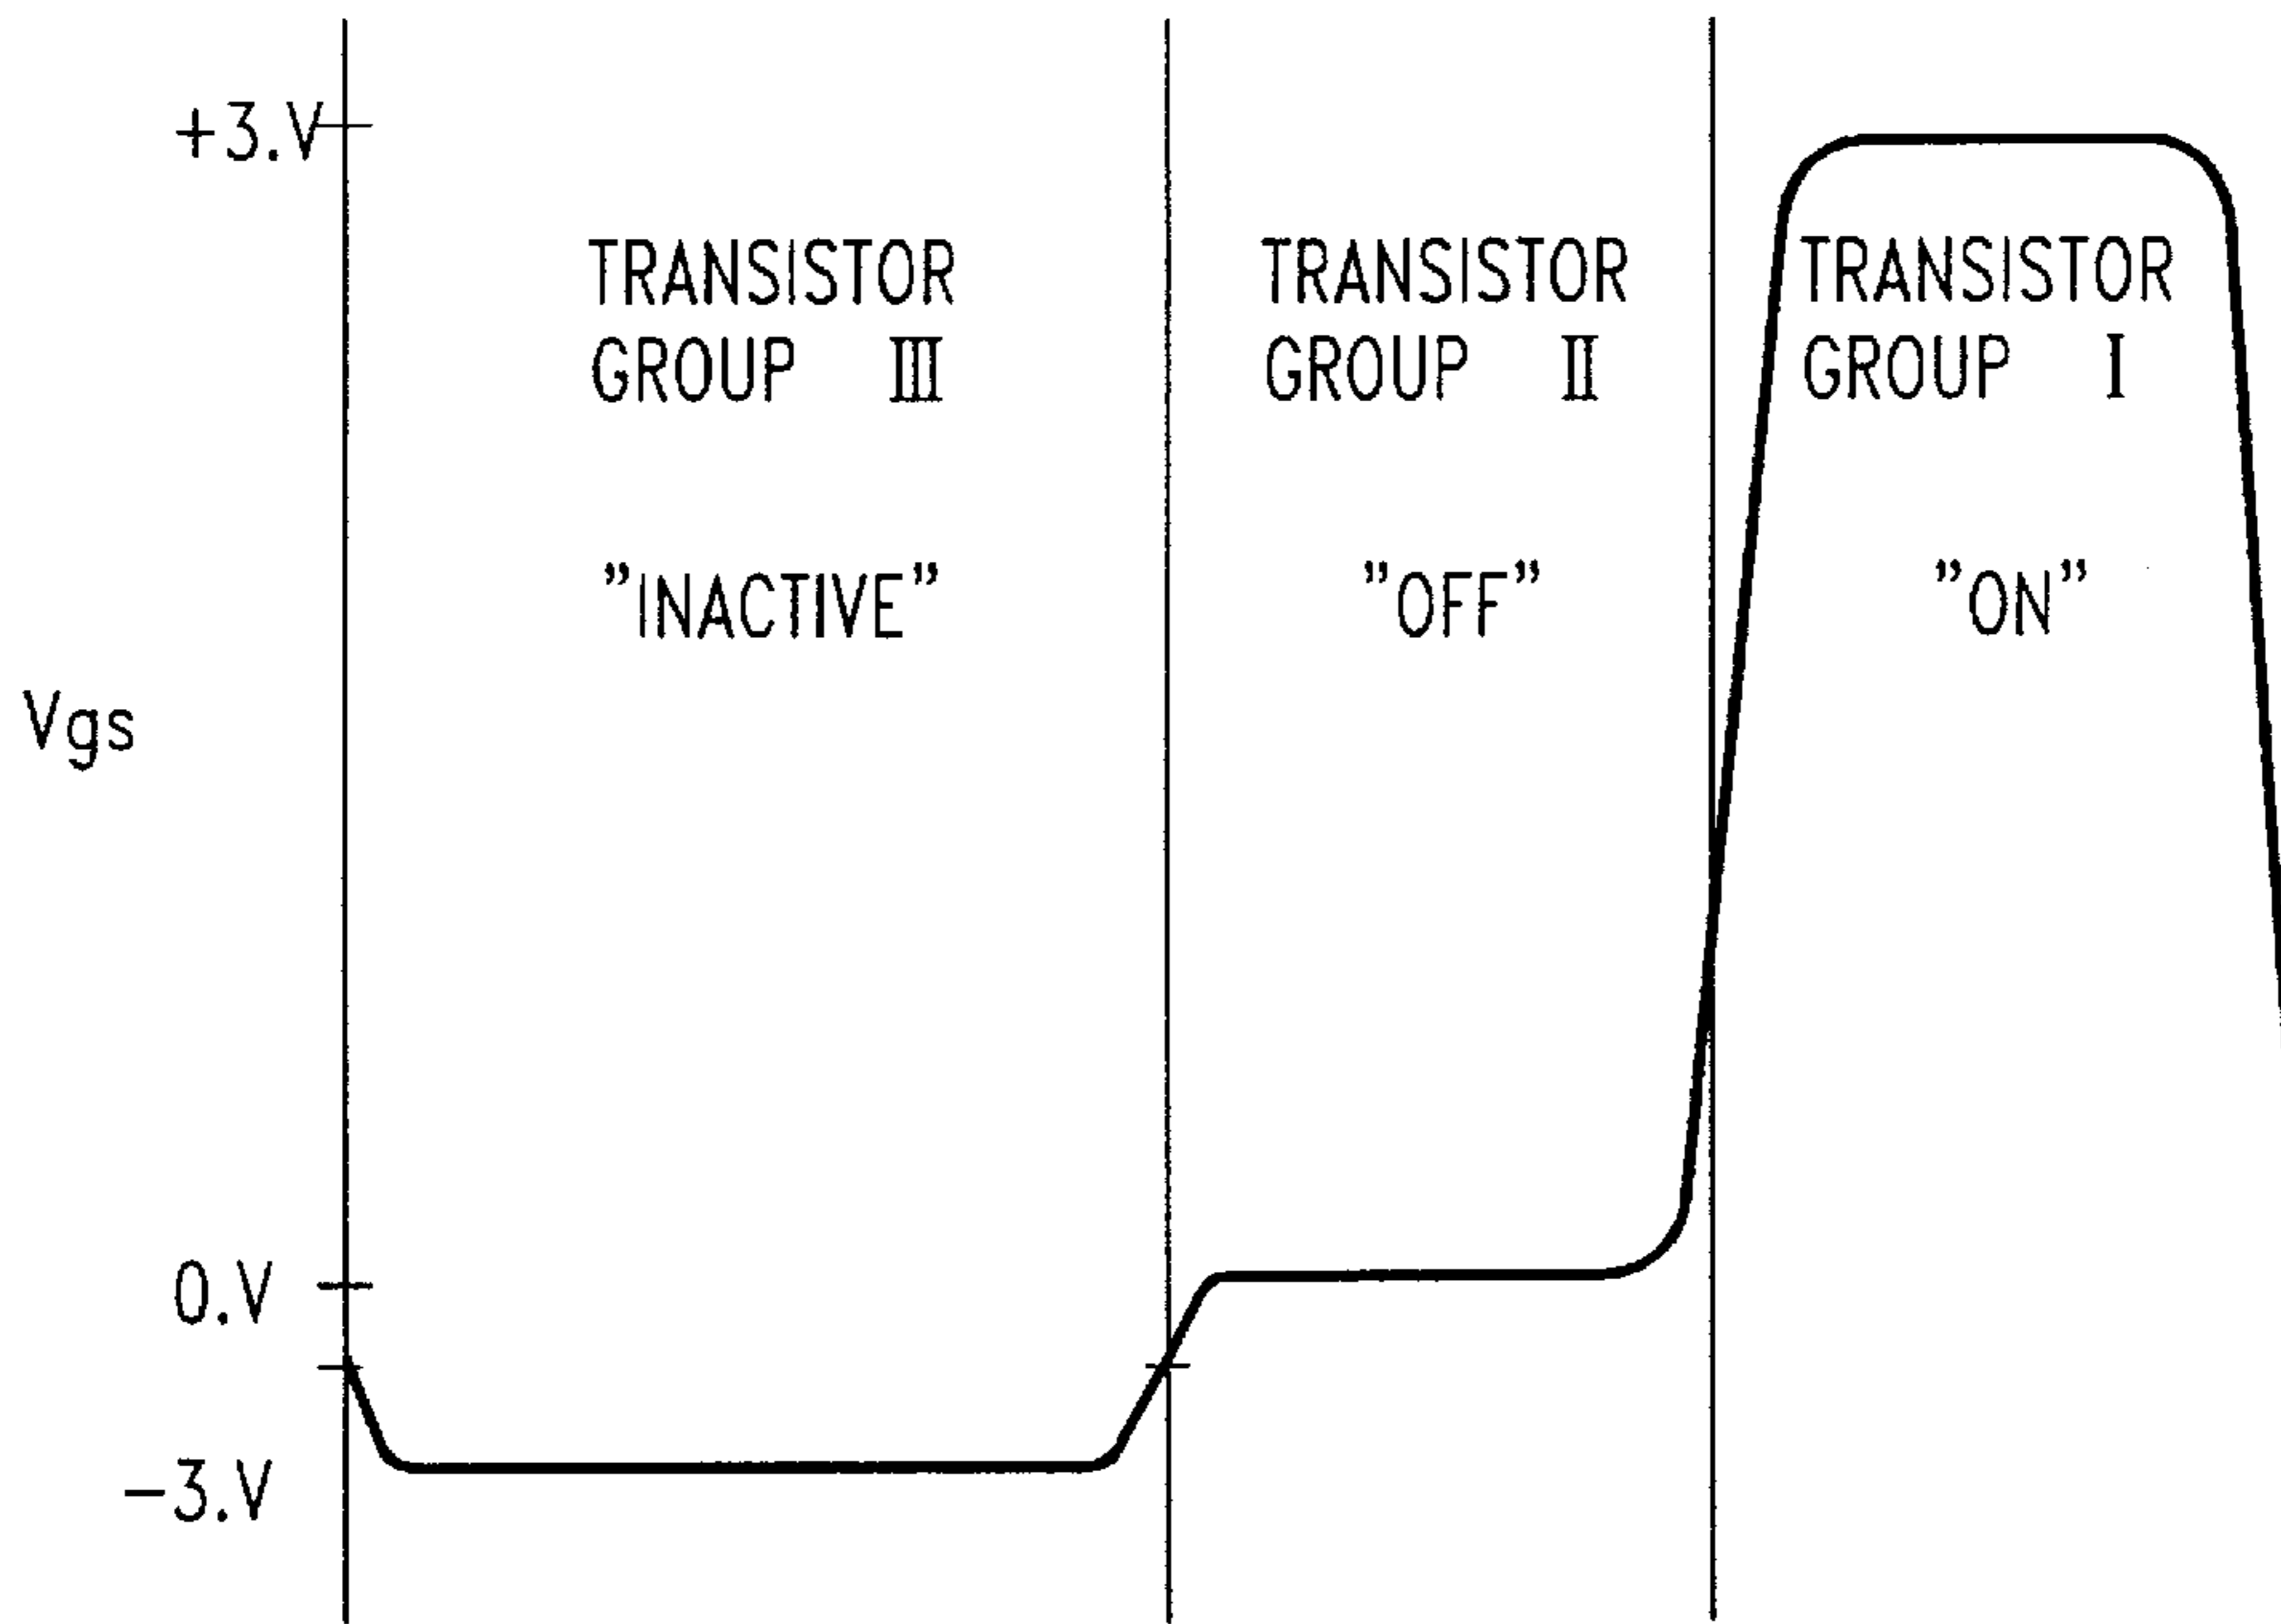 +3.V
TRANSISTOR
GROUP III
"INACTIVE"
TRANSISTOR
GROUP II
"OFF"
TRANSISTOR
GROUP I
"ON"
Vgs
0.V
-3.V